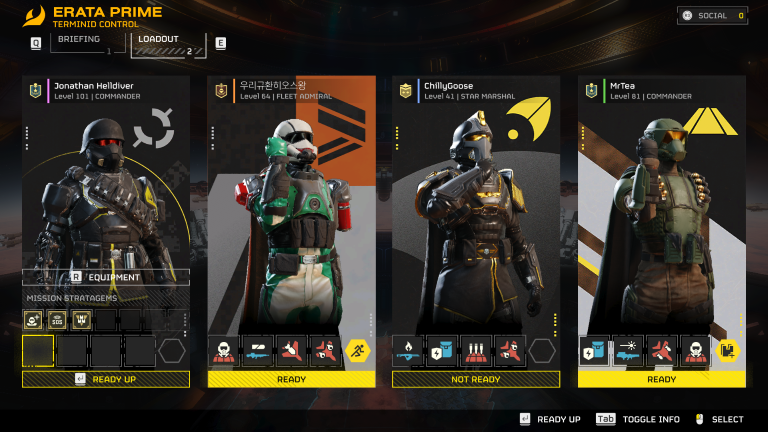 ERATA PRIME
TERMINID CONTROL
SOCIAL 0
Q BRIEFING 1 LOADOUT 2 E
Jonathan Helldiver
Level 101 | COMMANDER
우리규환히오스왕
Level 64 | FLEET ADMIRAL
ChillyGoose
Level 41 | STAR MARSHAL
MrTea
Level 81 | COMMANDER
R EQUIPMENT
MISSION STRATAGEMS
SOS
READY UP
READY
NOT READY
READY
READY UP Tab TOGGLE INFO SELECT